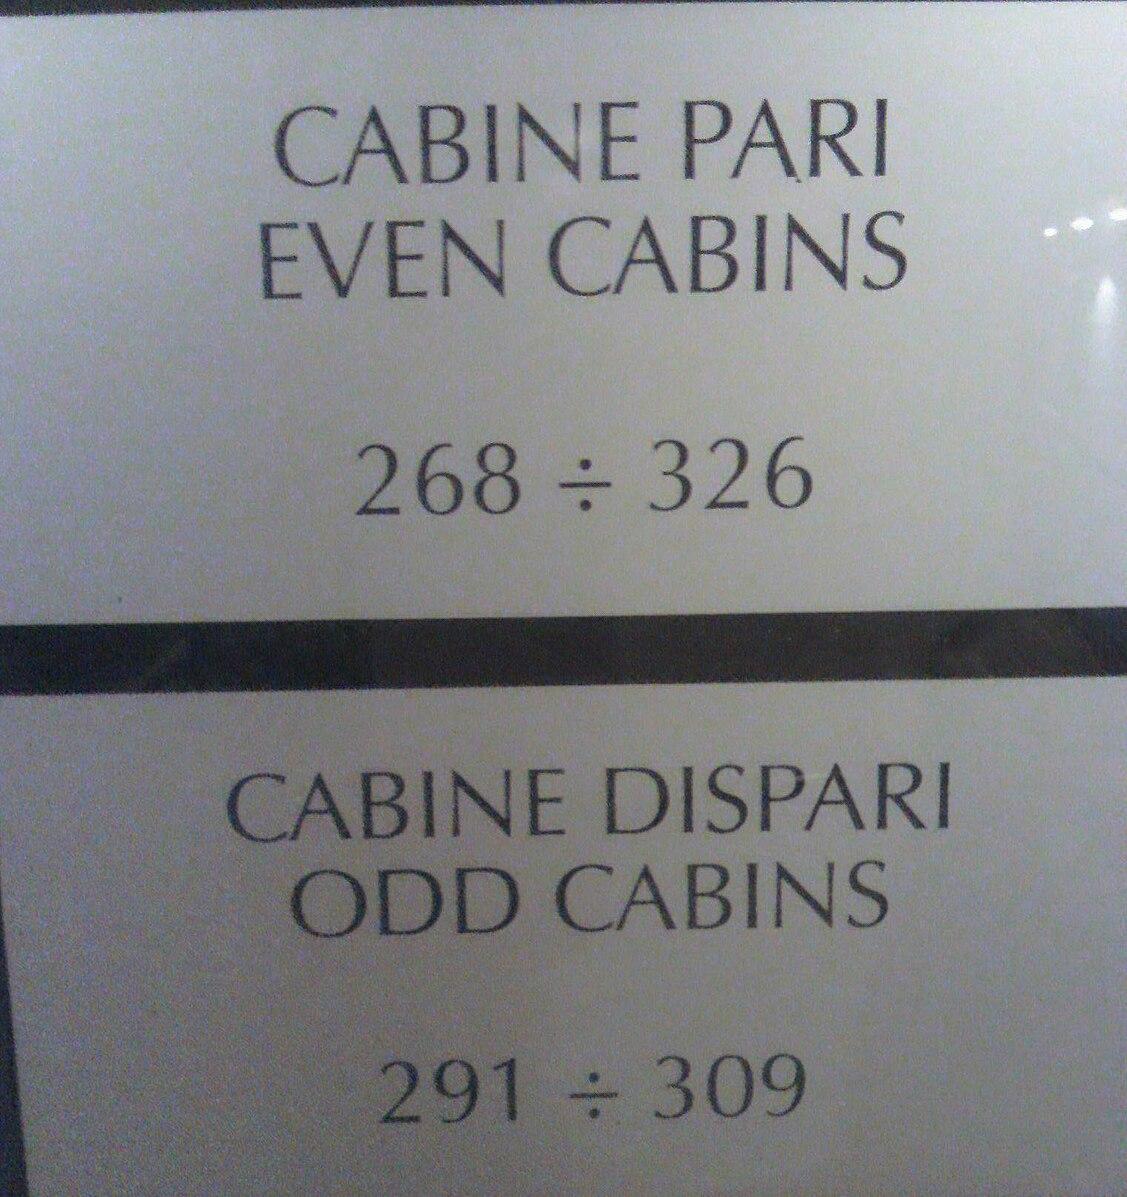 CABINE PARI
EVEN CABINS
268 ÷ 326
CABINE DISPARI
ODD CABINS
291 ÷ 309